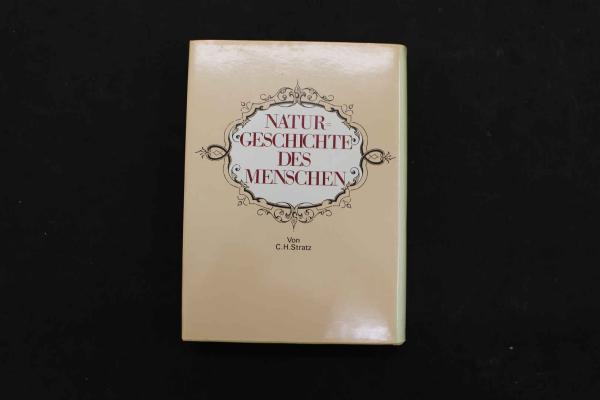 NATUR=
GESCHICHTE
DES
MENSCHEN
Von
C.H.Stratz